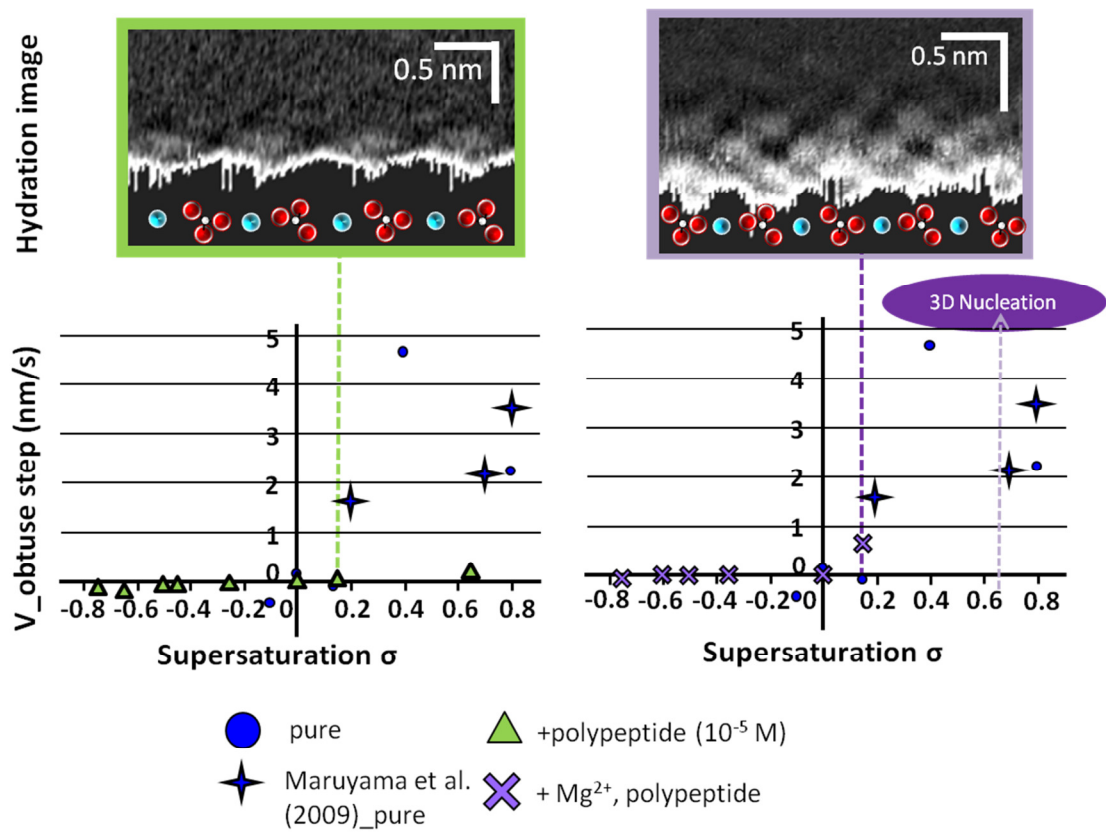 Hydration image
0.5 nm
0.5 nm
3D Nucleation
V_obtuse step (nm/s)
5
4
3
2
1
0
-0.8 -0.6 -0.4 -0.2 0 0.2 0.4 0.6 0.8
Supersaturation σ
5
4
3
2
1
0
-0.8 -0.6 -0.4 -0.2 0 0.2 0.4 0.6 0.8
Supersaturation σ
pure
+polypeptide (10⁻⁵ M)
Maruyama et al.
(2009)_pure
+ Mg²⁺, polypeptide